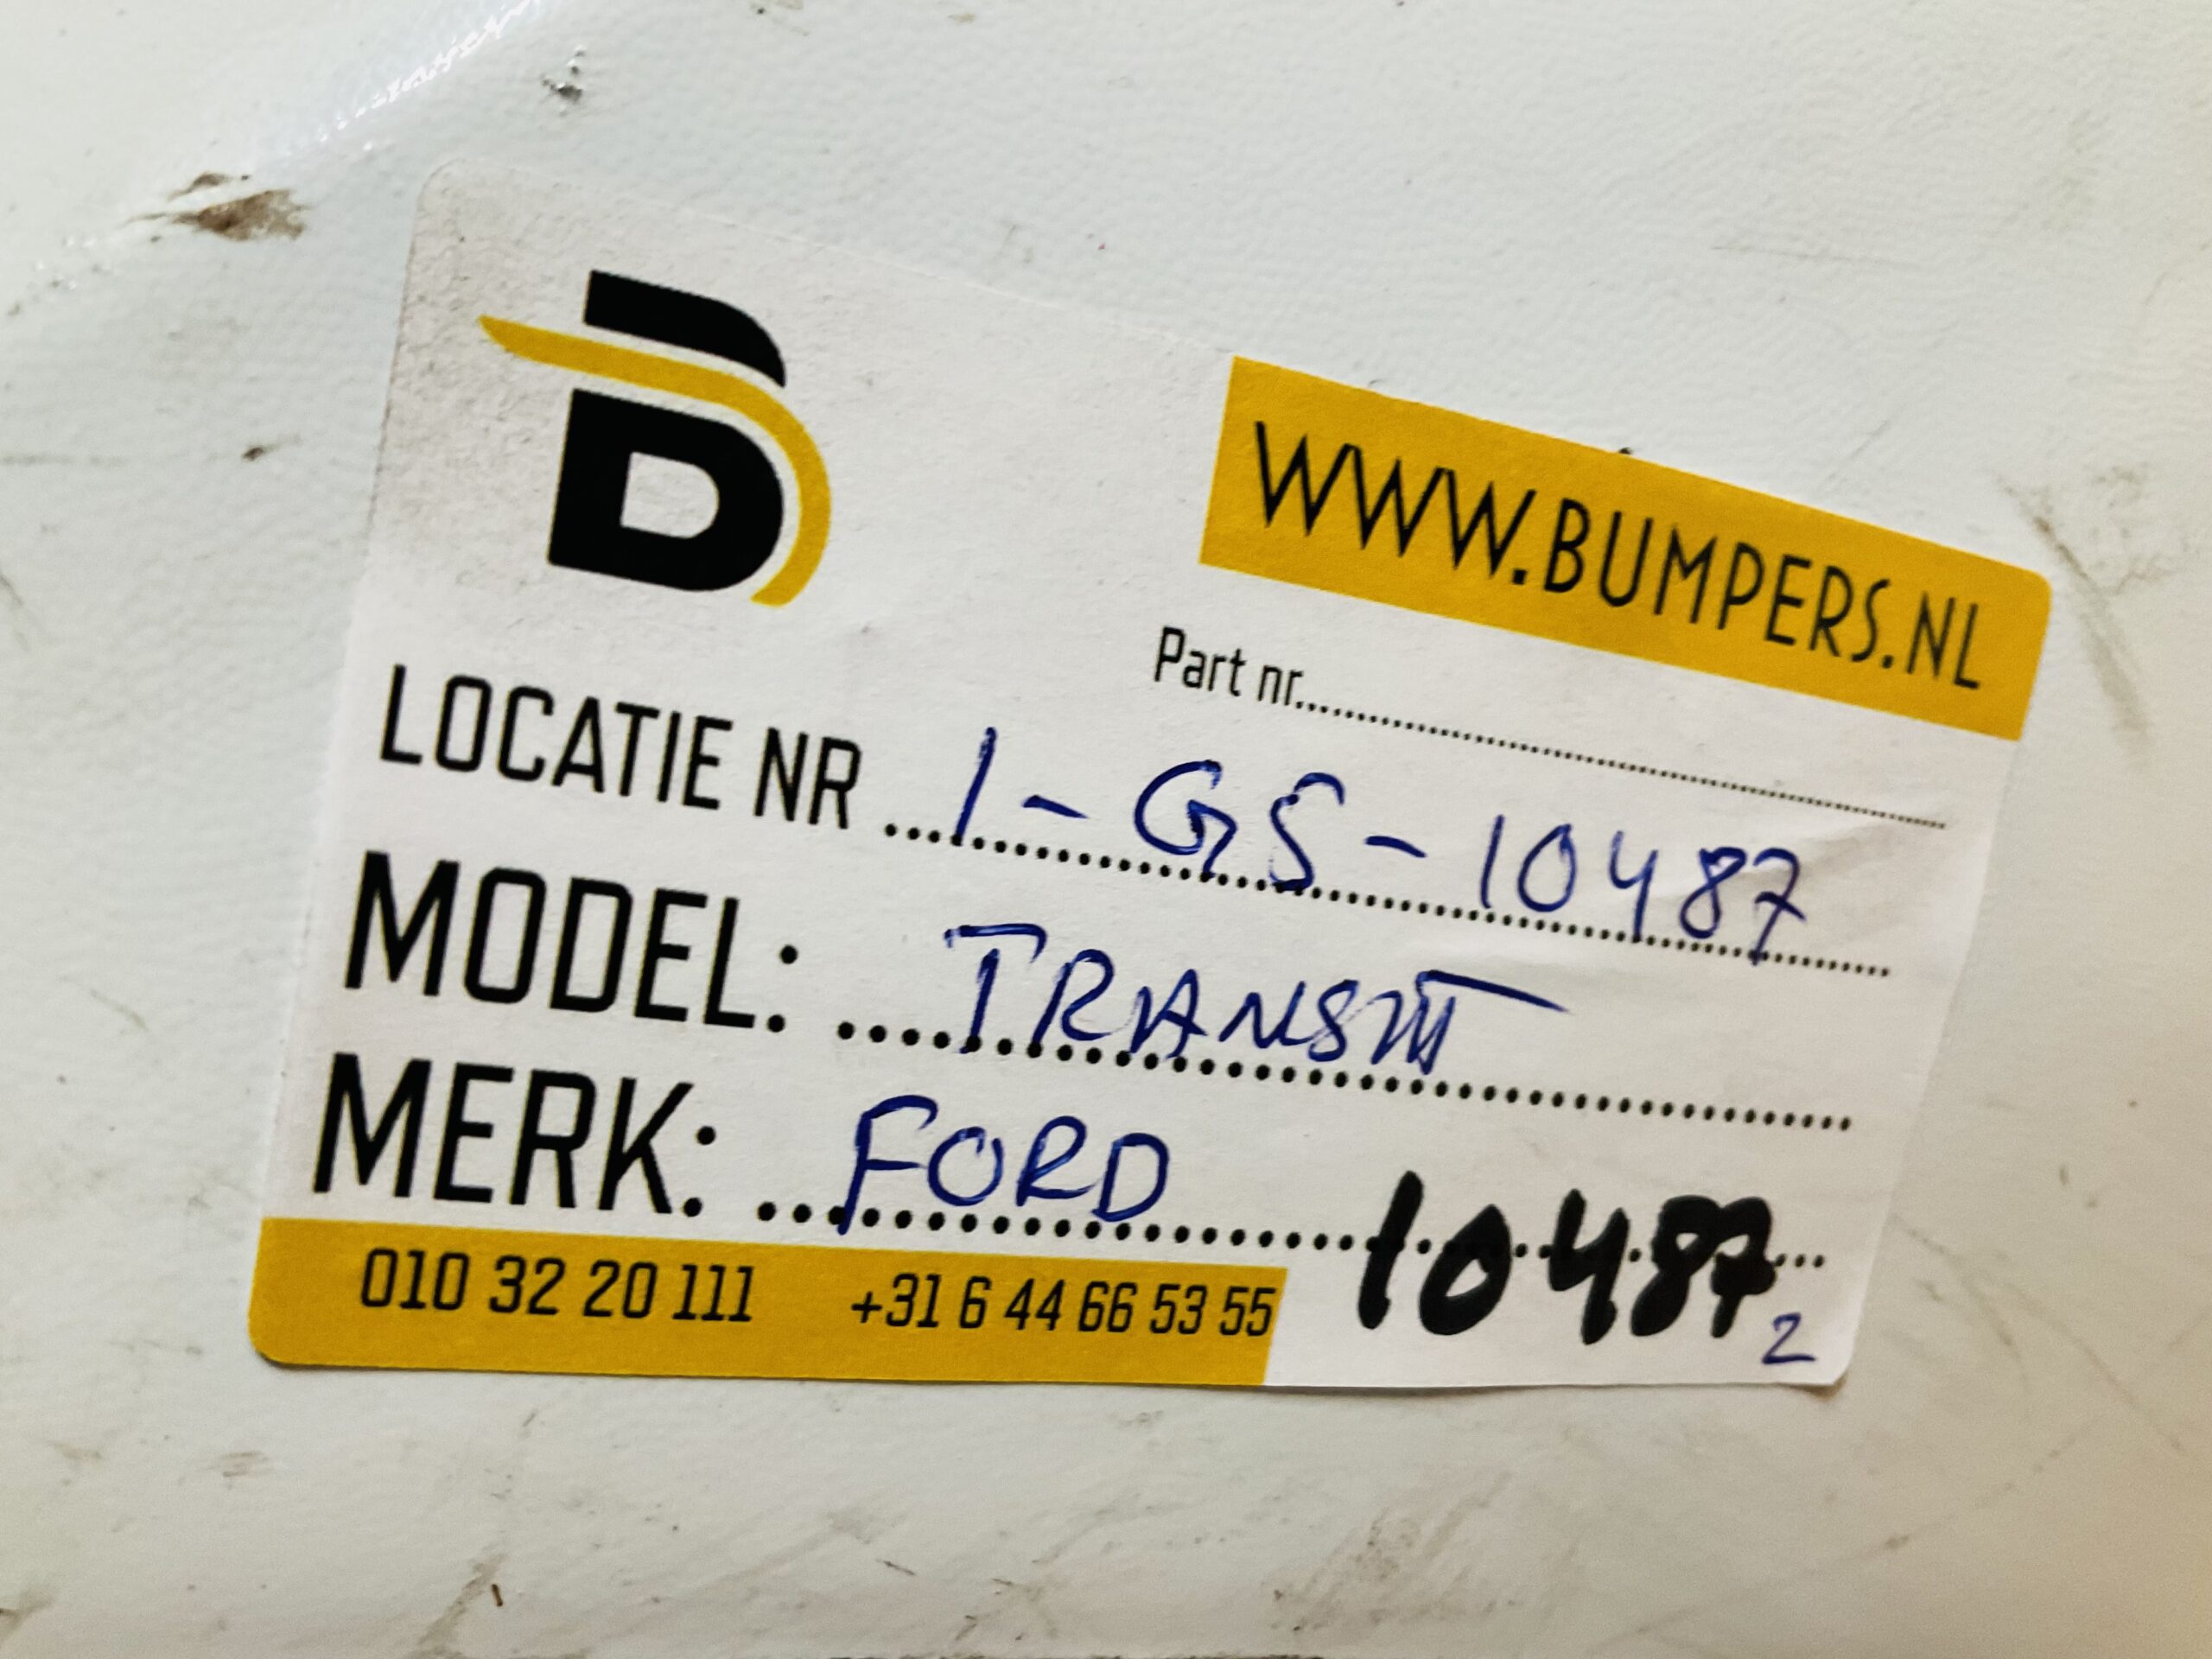 B
WWW.BUMPERS.NL
Part nr..........
LOCATIE NR .... 1-GS-10487
MODEL: .... TRANSIT
MERK: .... FORD
10487
2
010 32 20 111 +31 6 44 66 53 55